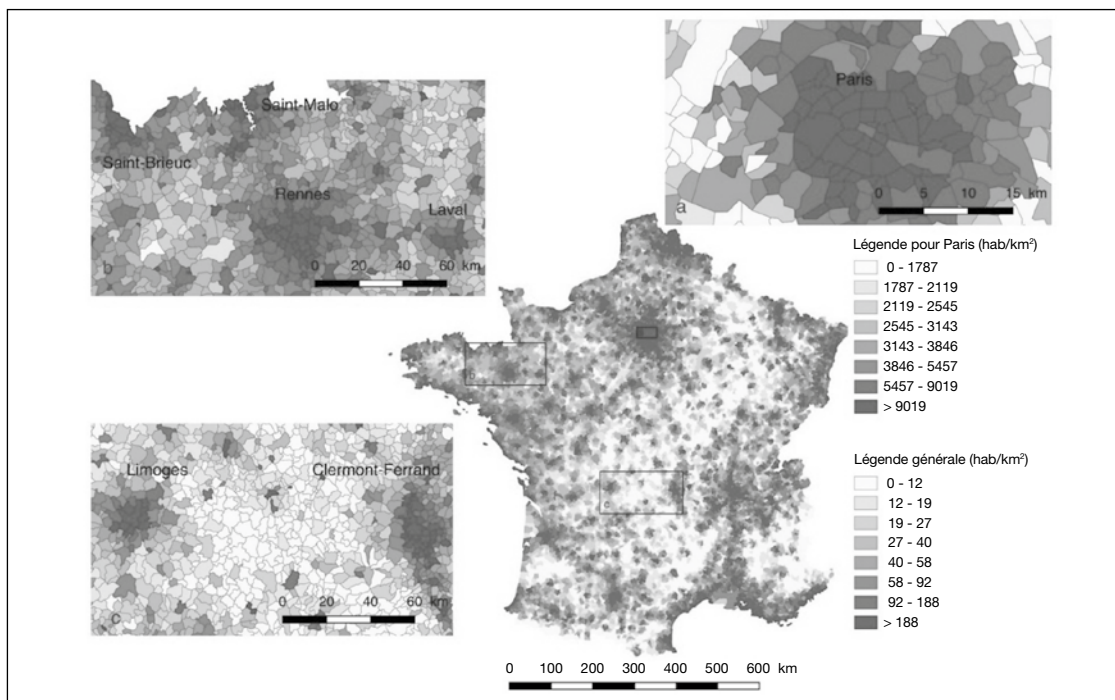 Saint-Malo
Saint-Brieuc
Rennes
Laval
0 20 40 60 km
b
Paris
0 5 10 15 km
a
Légende pour Paris (hab/km²)
0 - 1787
1787 - 2119
2119 - 2545
2545 - 3143
3143 - 3846
3846 - 5457
5457 - 9019
> 9019
b
c
Limoges
Clermont-Ferrand
0 20 40 60 km
c
Légende générale (hab/km²)
0 - 12
12 - 19
19 - 27
27 - 40
40 - 58
58 - 92
92 - 188
> 188
0 100 200 300 400 500 600 km